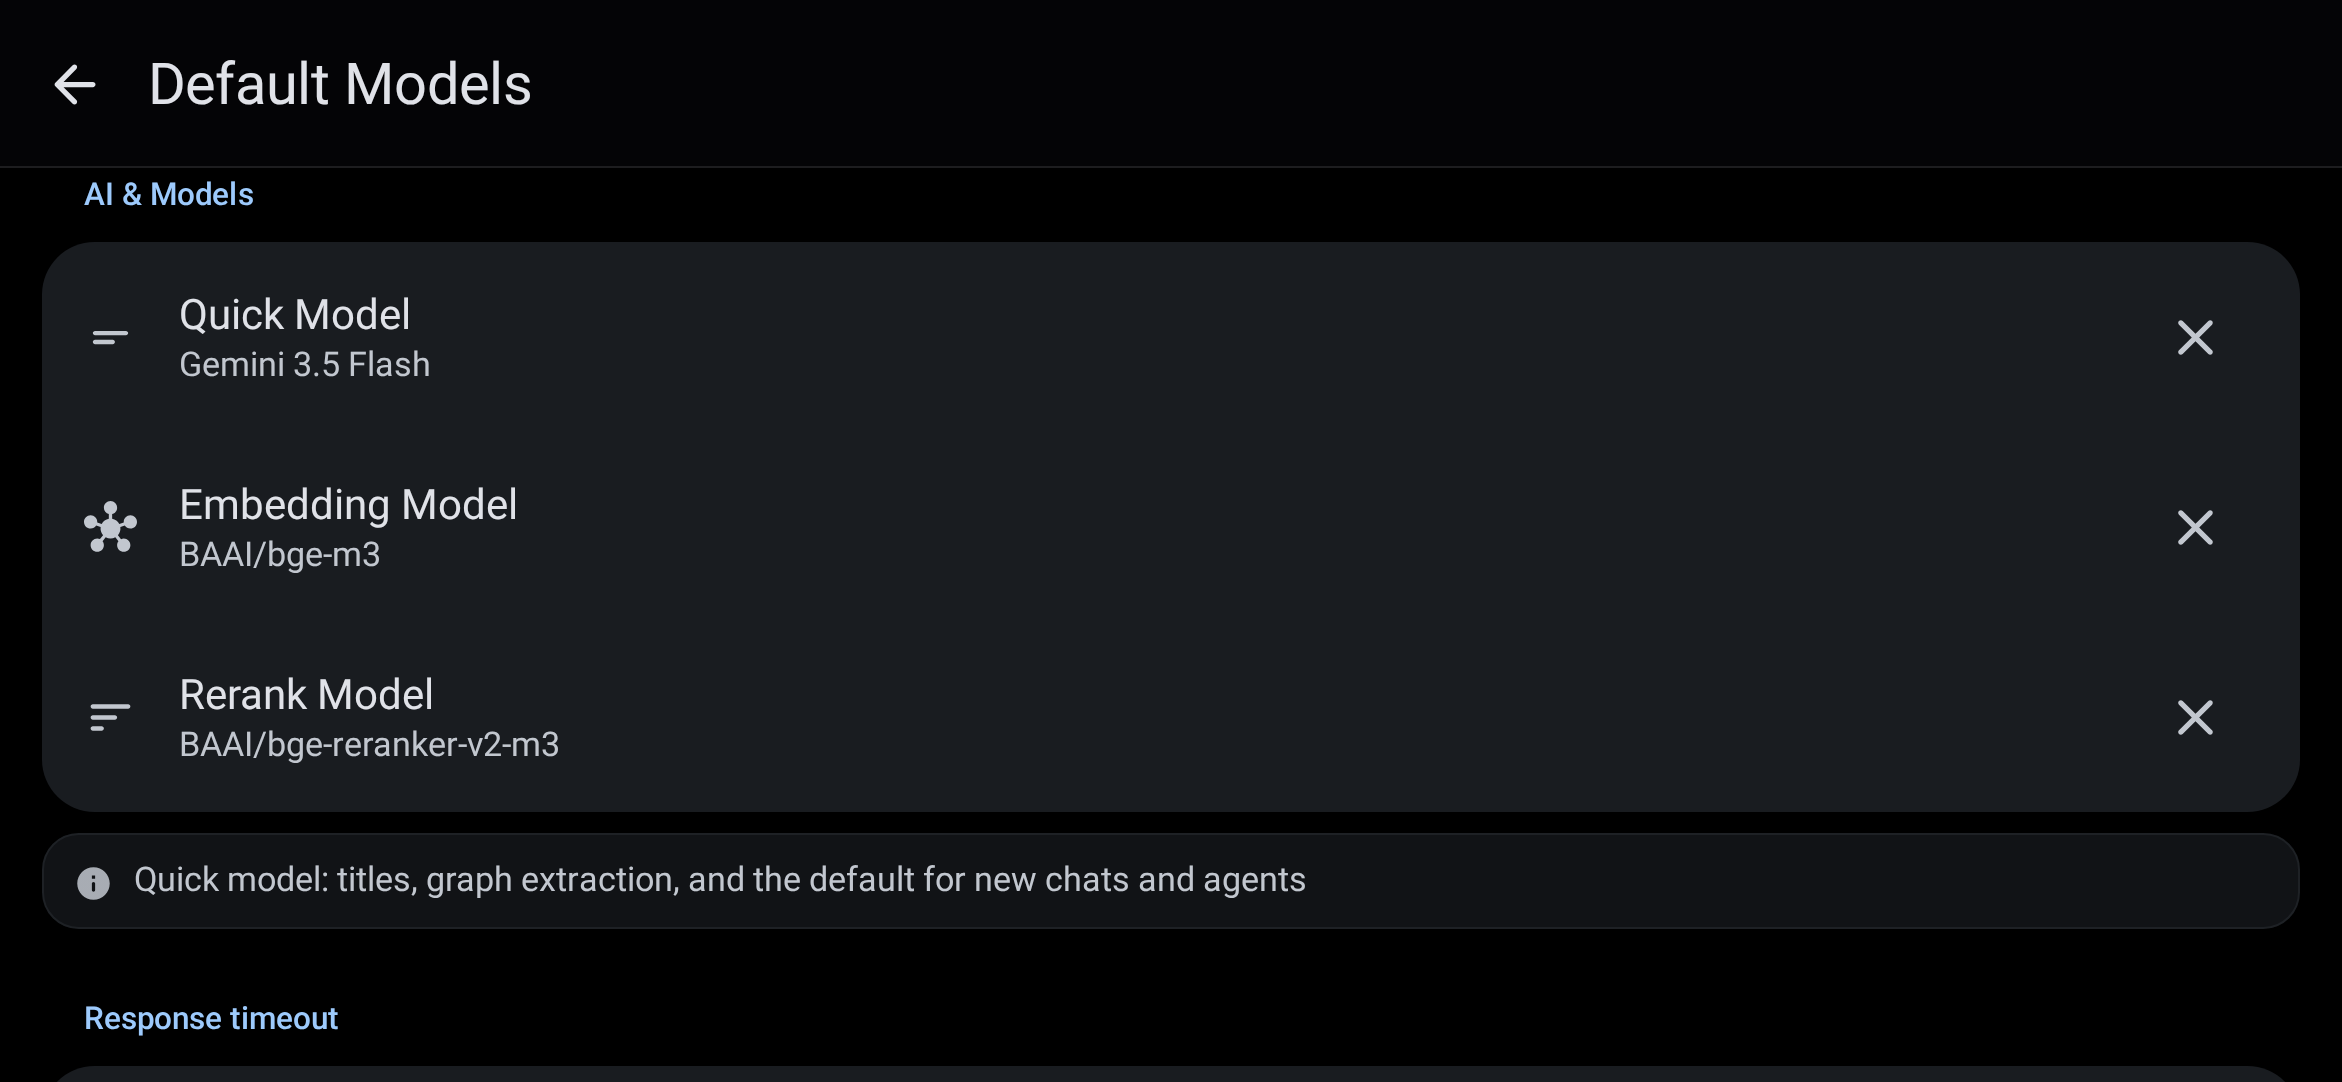 Default Models
AI & Models
Quick Model
Gemini 3.5 Flash
Embedding Model
BAAI/bge-m3
Rerank Model
BAAI/bge-reranker-v2-m3
Quick model: titles, graph extraction, and the default for new chats and agents
Response timeout